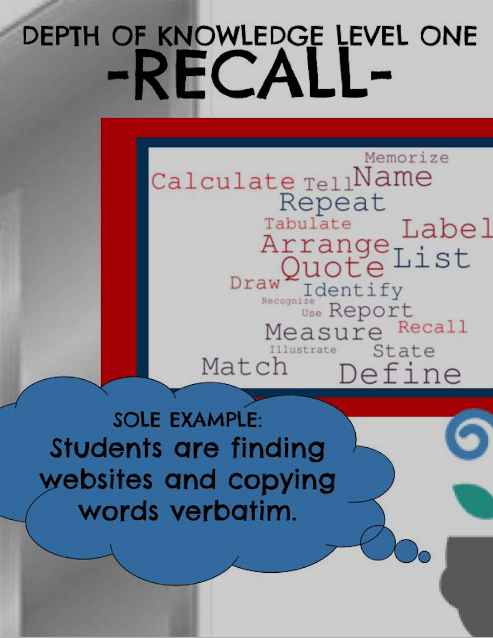 DEPTH OF KNOWLEDGE LEVEL ONE
-RECALL-
Memorize
Calculate Tell Name
Repeat
Tabulate Label
Arrange
Quote List
Draw Identify
Recognize
Use Report
Measure Recall
Illustrate State
Match Define
SOLE EXAMPLE:
Students are finding
websites and copying
words verbatim.